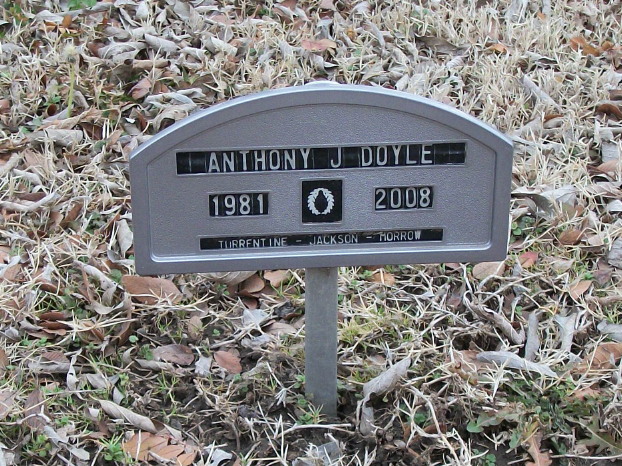 ANTHONY J DOYLE
1981 2008
TURRENTINE - JACKSON - MORROW